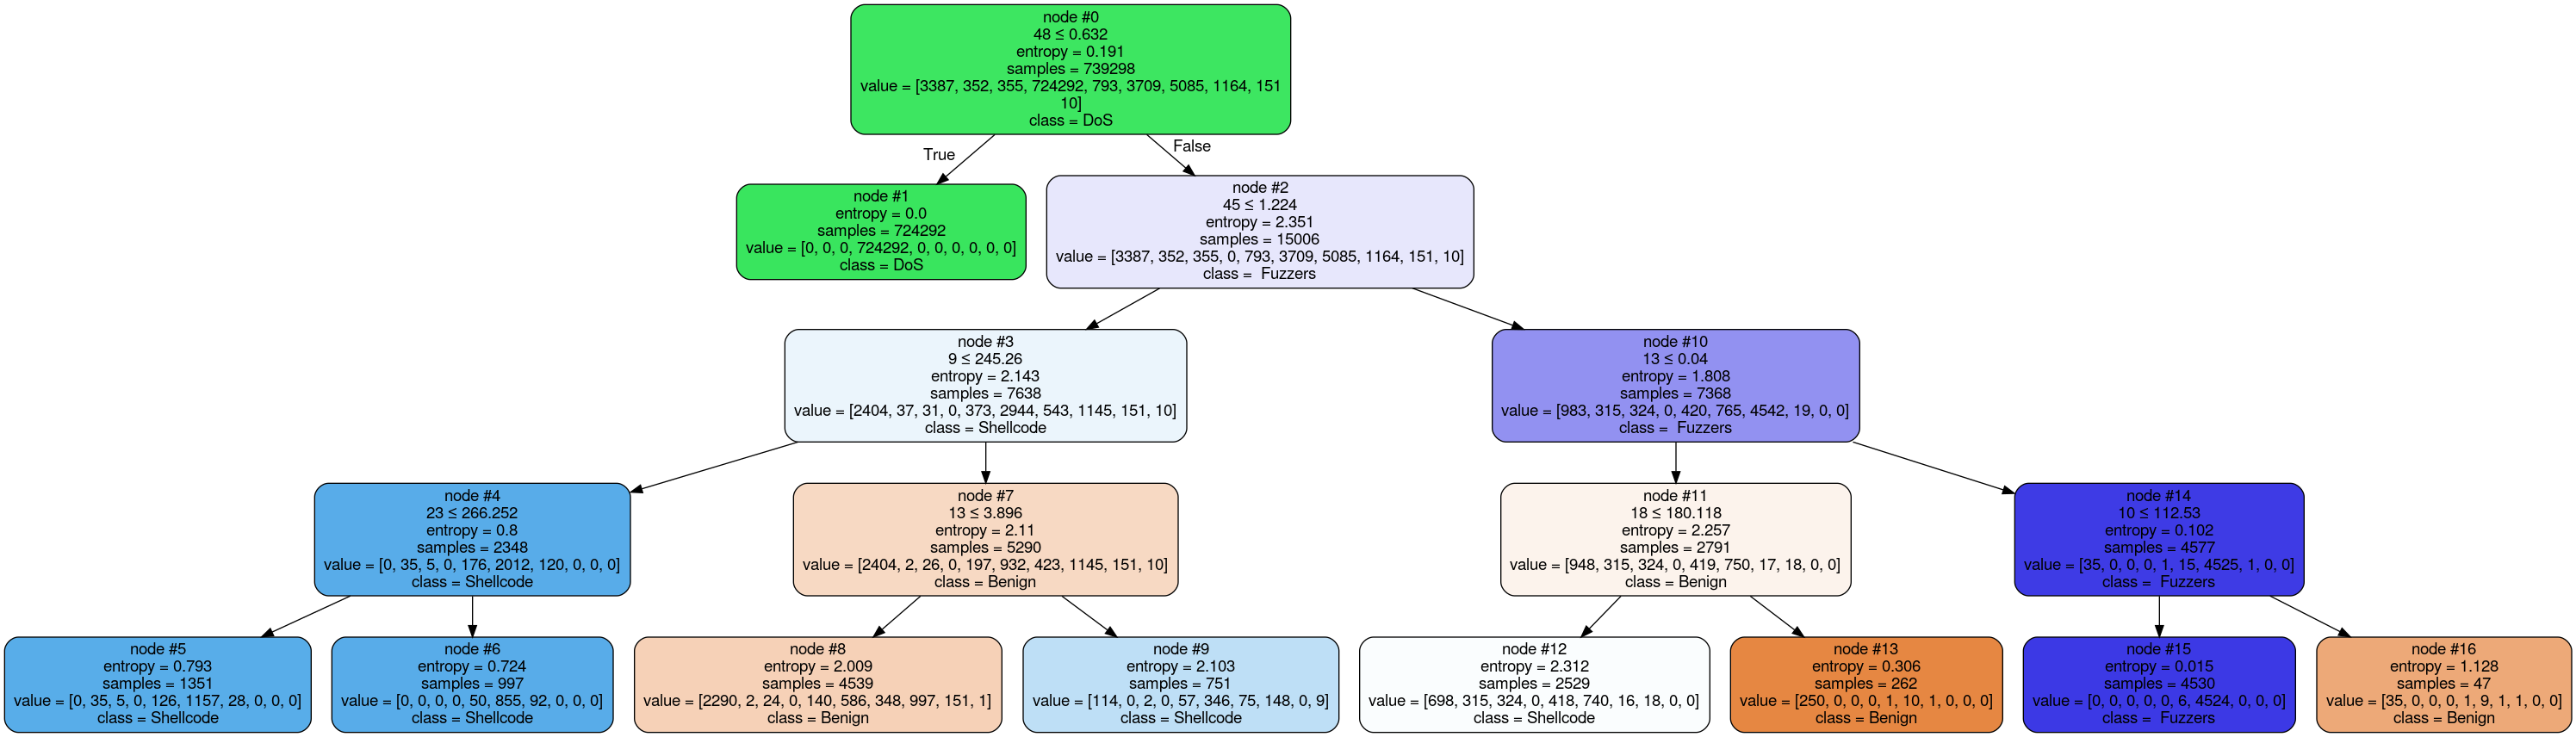 node #0
48 ≤ 0.632
entropy = 0.191
samples = 739298
value = [3387, 352, 355, 724292, 793, 3709, 5085, 1164, 151
10]
class = DoS
True
False
node #1
entropy = 0.0
samples = 724292
value = [0, 0, 0, 724292, 0, 0, 0, 0, 0, 0]
class = DoS
node #2
45 ≤ 1.224
entropy = 2.351
samples = 15006
value = [3387, 352, 355, 0, 793, 3709, 5085, 1164, 151, 10]
class =  Fuzzers
node #3
9 ≤ 245.26
entropy = 2.143
samples = 7638
value = [2404, 37, 31, 0, 373, 2944, 543, 1145, 151, 10]
class = Shellcode
node #10
13 ≤ 0.04
entropy = 1.808
samples = 7368
value = [983, 315, 324, 0, 420, 765, 4542, 19, 0, 0]
class =  Fuzzers
node #4
23 ≤ 266.252
entropy = 0.8
samples = 2348
value = [0, 35, 5, 0, 176, 2012, 120, 0, 0, 0]
class = Shellcode
node #7
13 ≤ 3.896
entropy = 2.11
samples = 5290
value = [2404, 2, 26, 0, 197, 932, 423, 1145, 151, 10]
class = Benign
node #11
18 ≤ 180.118
entropy = 2.257
samples = 2791
value = [948, 315, 324, 0, 419, 750, 17, 18, 0, 0]
class = Benign
node #14
10 ≤ 112.53
entropy = 0.102
samples = 4577
value = [35, 0, 0, 0, 1, 15, 4525, 1, 0, 0]
class =  Fuzzers
node #5
entropy = 0.793
samples = 1351
value = [0, 35, 5, 0, 126, 1157, 28, 0, 0, 0]
class = Shellcode
node #6
entropy = 0.724
samples = 997
value = [0, 0, 0, 0, 50, 855, 92, 0, 0, 0]
class = Shellcode
node #8
entropy = 2.009
samples = 4539
value = [2290, 2, 24, 0, 140, 586, 348, 997, 151, 1]
class = Benign
node #9
entropy = 2.103
samples = 751
value = [114, 0, 2, 0, 57, 346, 75, 148, 0, 9]
class = Shellcode
node #12
entropy = 2.312
samples = 2529
value = [698, 315, 324, 0, 418, 740, 16, 18, 0, 0]
class = Shellcode
node #13
entropy = 0.306
samples = 262
value = [250, 0, 0, 0, 1, 10, 1, 0, 0, 0]
class = Benign
node #15
entropy = 0.015
samples = 4530
value = [0, 0, 0, 0, 0, 6, 4524, 0, 0, 0]
class =  Fuzzers
node #16
entropy = 1.128
samples = 47
value = [35, 0, 0, 0, 1, 9, 1, 1, 0, 0]
class = Benign